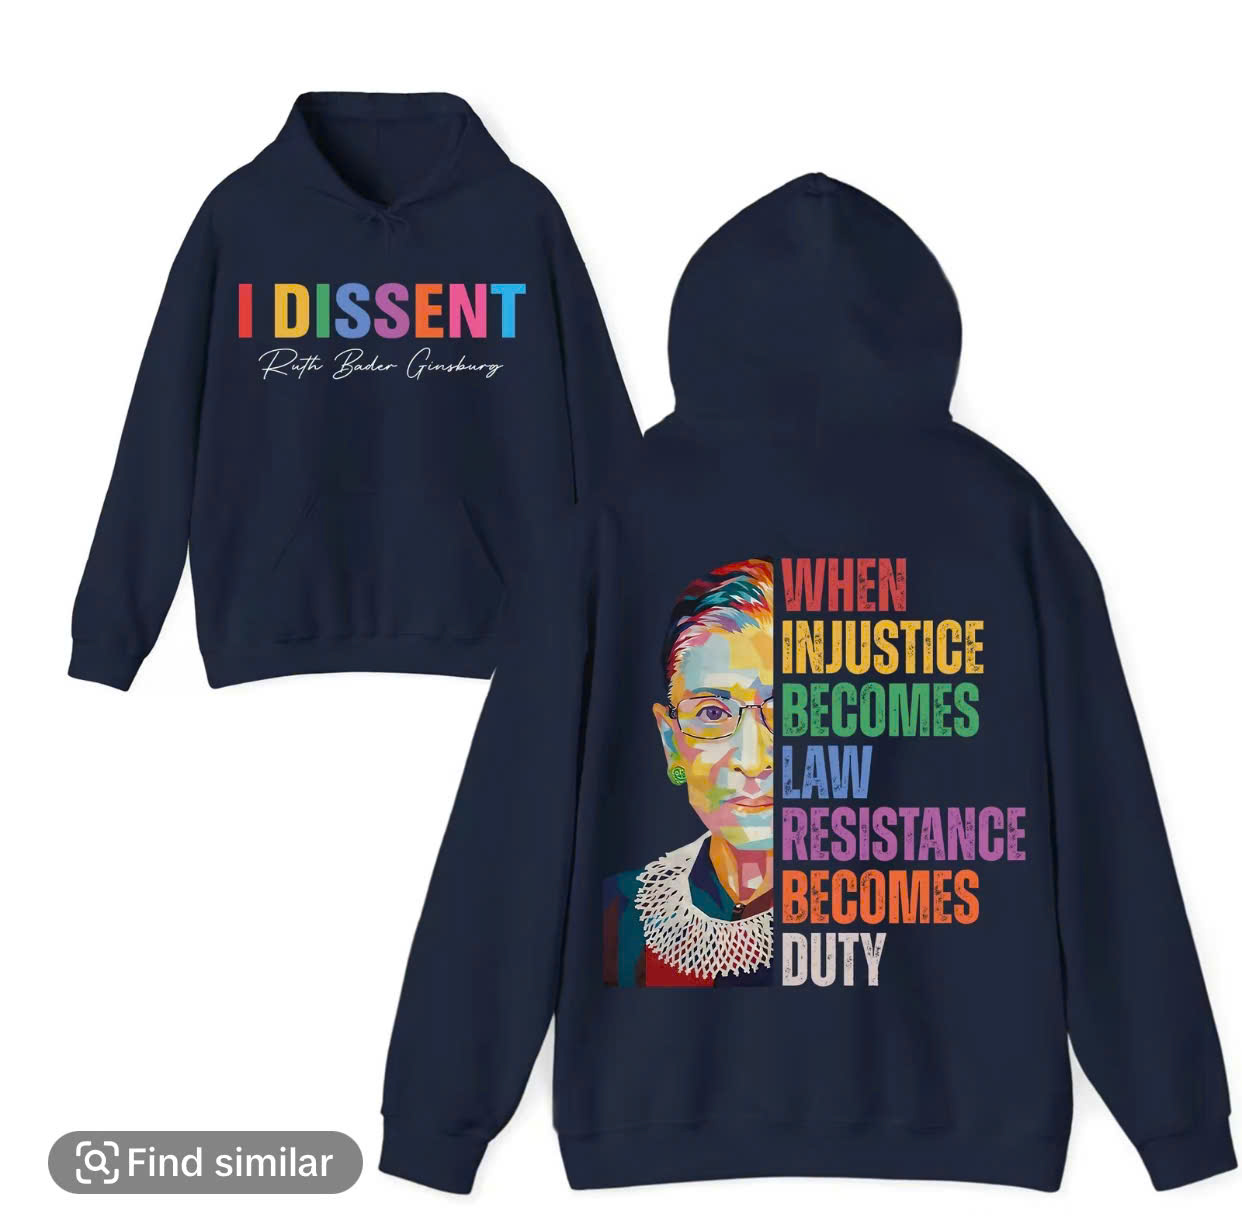 I DISSENT
Ruth Bader Ginsburg
WHEN
INJUSTICE
BECOMES
LAW
RESISTANCE
BECOMES
DUTY
Find similar